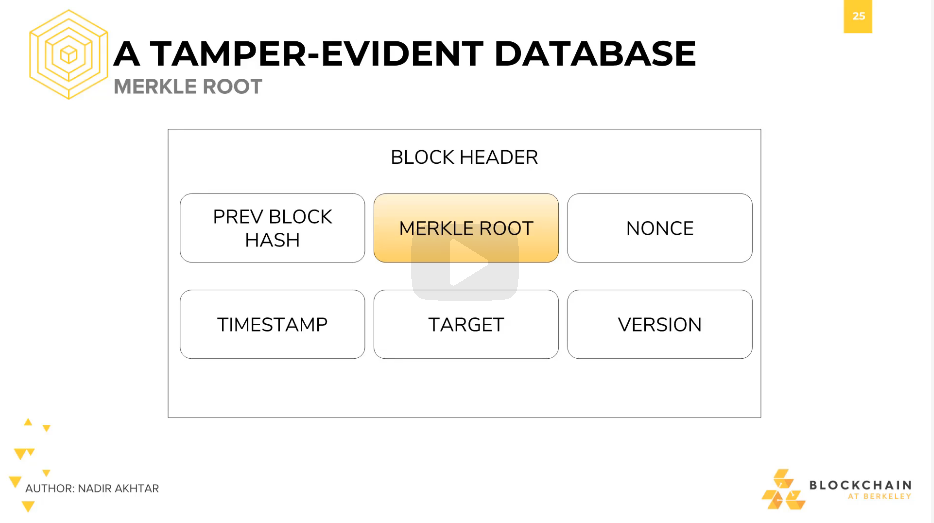 25
A TAMPER-EVIDENT DATABASE
MERKLE ROOT
BLOCK HEADER
PREV BLOCK
HASH
MERKLE ROOT
NONCE
TIMESTAMP
TARGET
VERSION
AUTHOR: NADIR AKHTAR
BLOCKCHAIN
AT BERKELEY